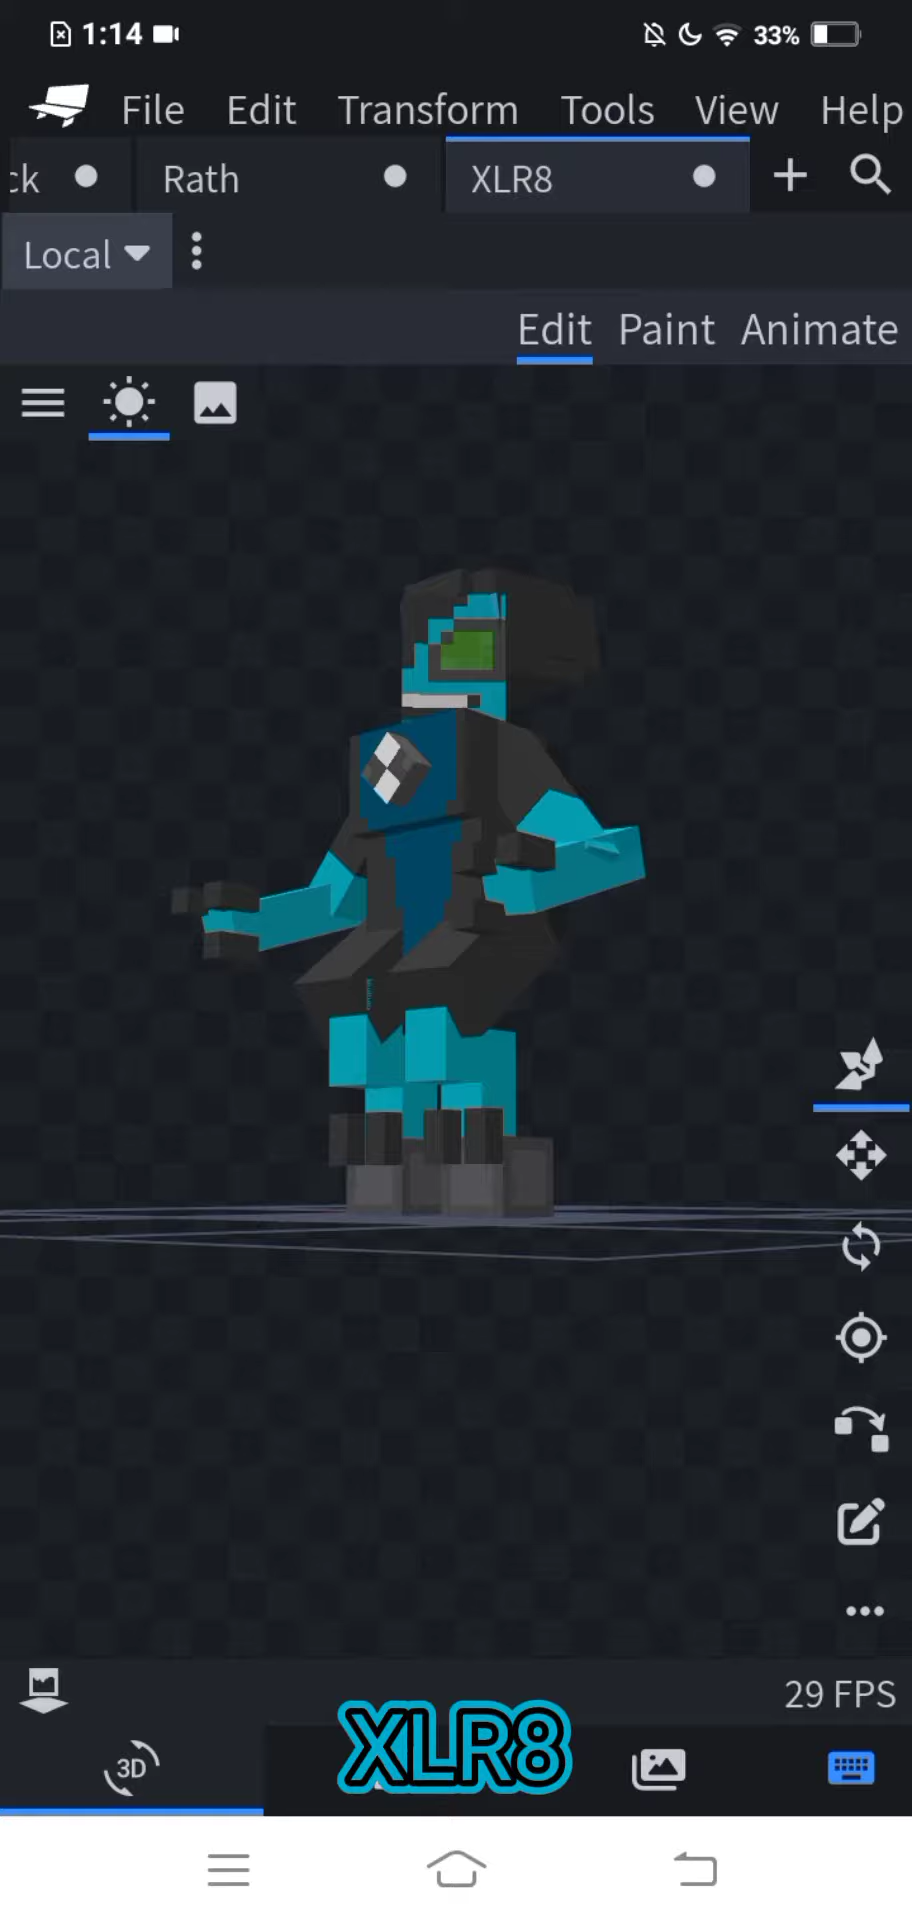 1:14 33%
File Edit Transform Tools View Help
ck Rath XLR8
Local
Edit Paint Animate
29 FPS
3D
XLR8